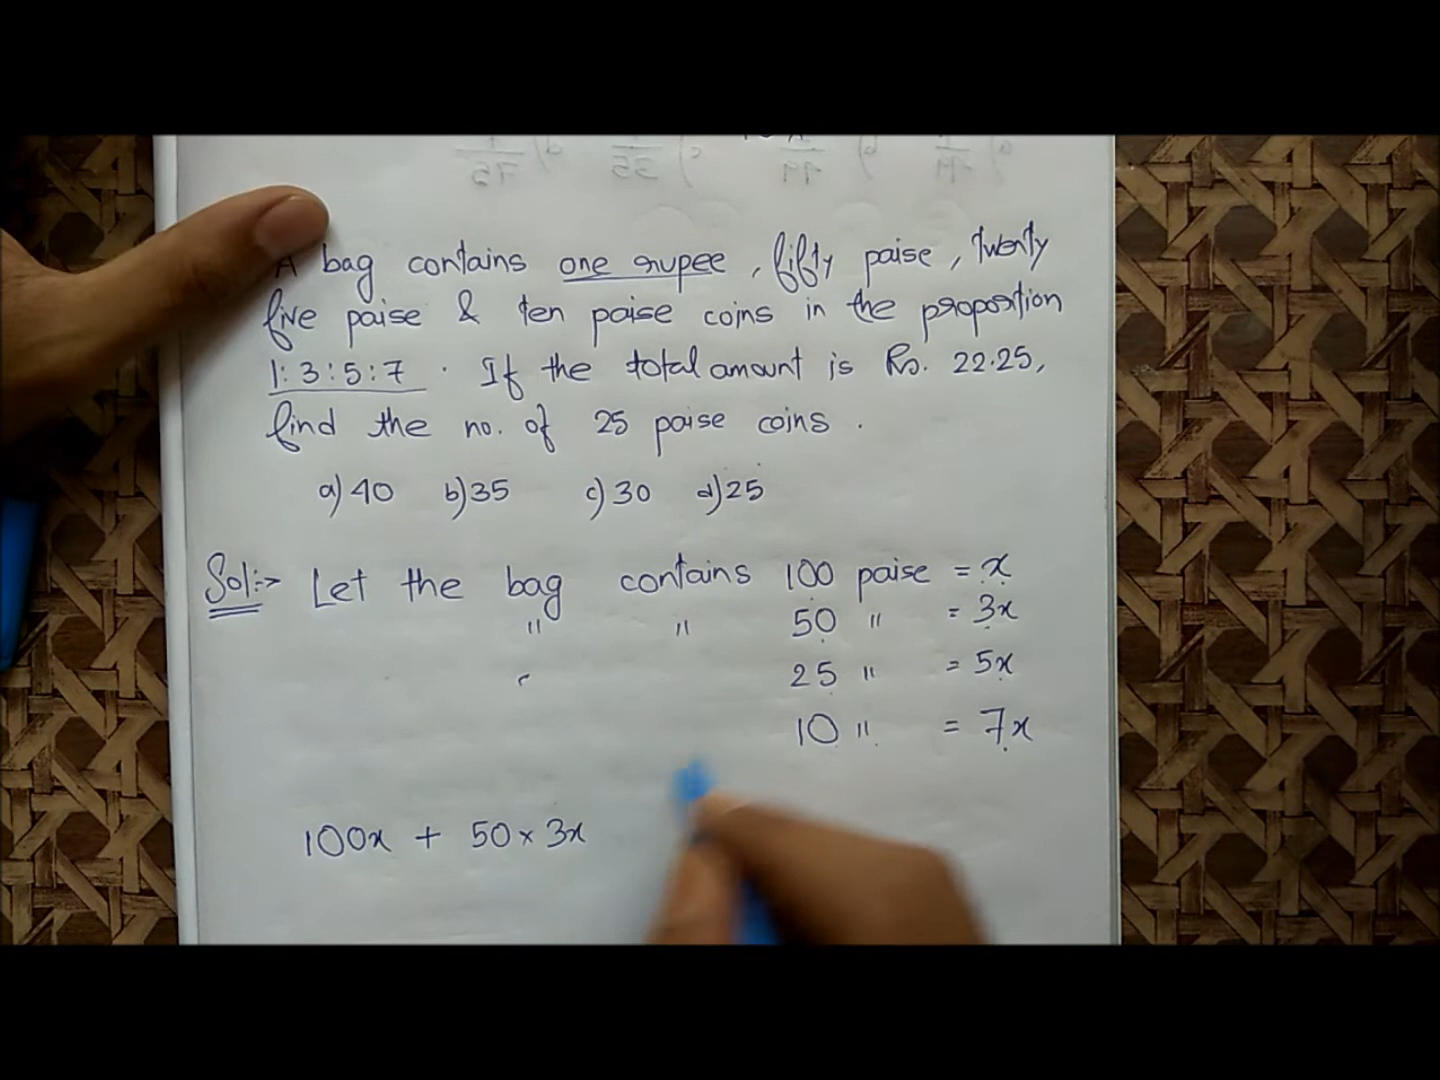 A bag contains one rupee, fifty paise, twenty
five paise & ten paise coins in the proportion
1:3:5:7. If the total amount is Rs. 22.25,
find the no. of 25 paise coins.
a) 40 b) 35 c) 30 d) 25
Sol:-> Let the bag contains 100 paise = x
" " 50 " = 3x
25 " = 5x
10 " = 7x
100x + 50 × 3x